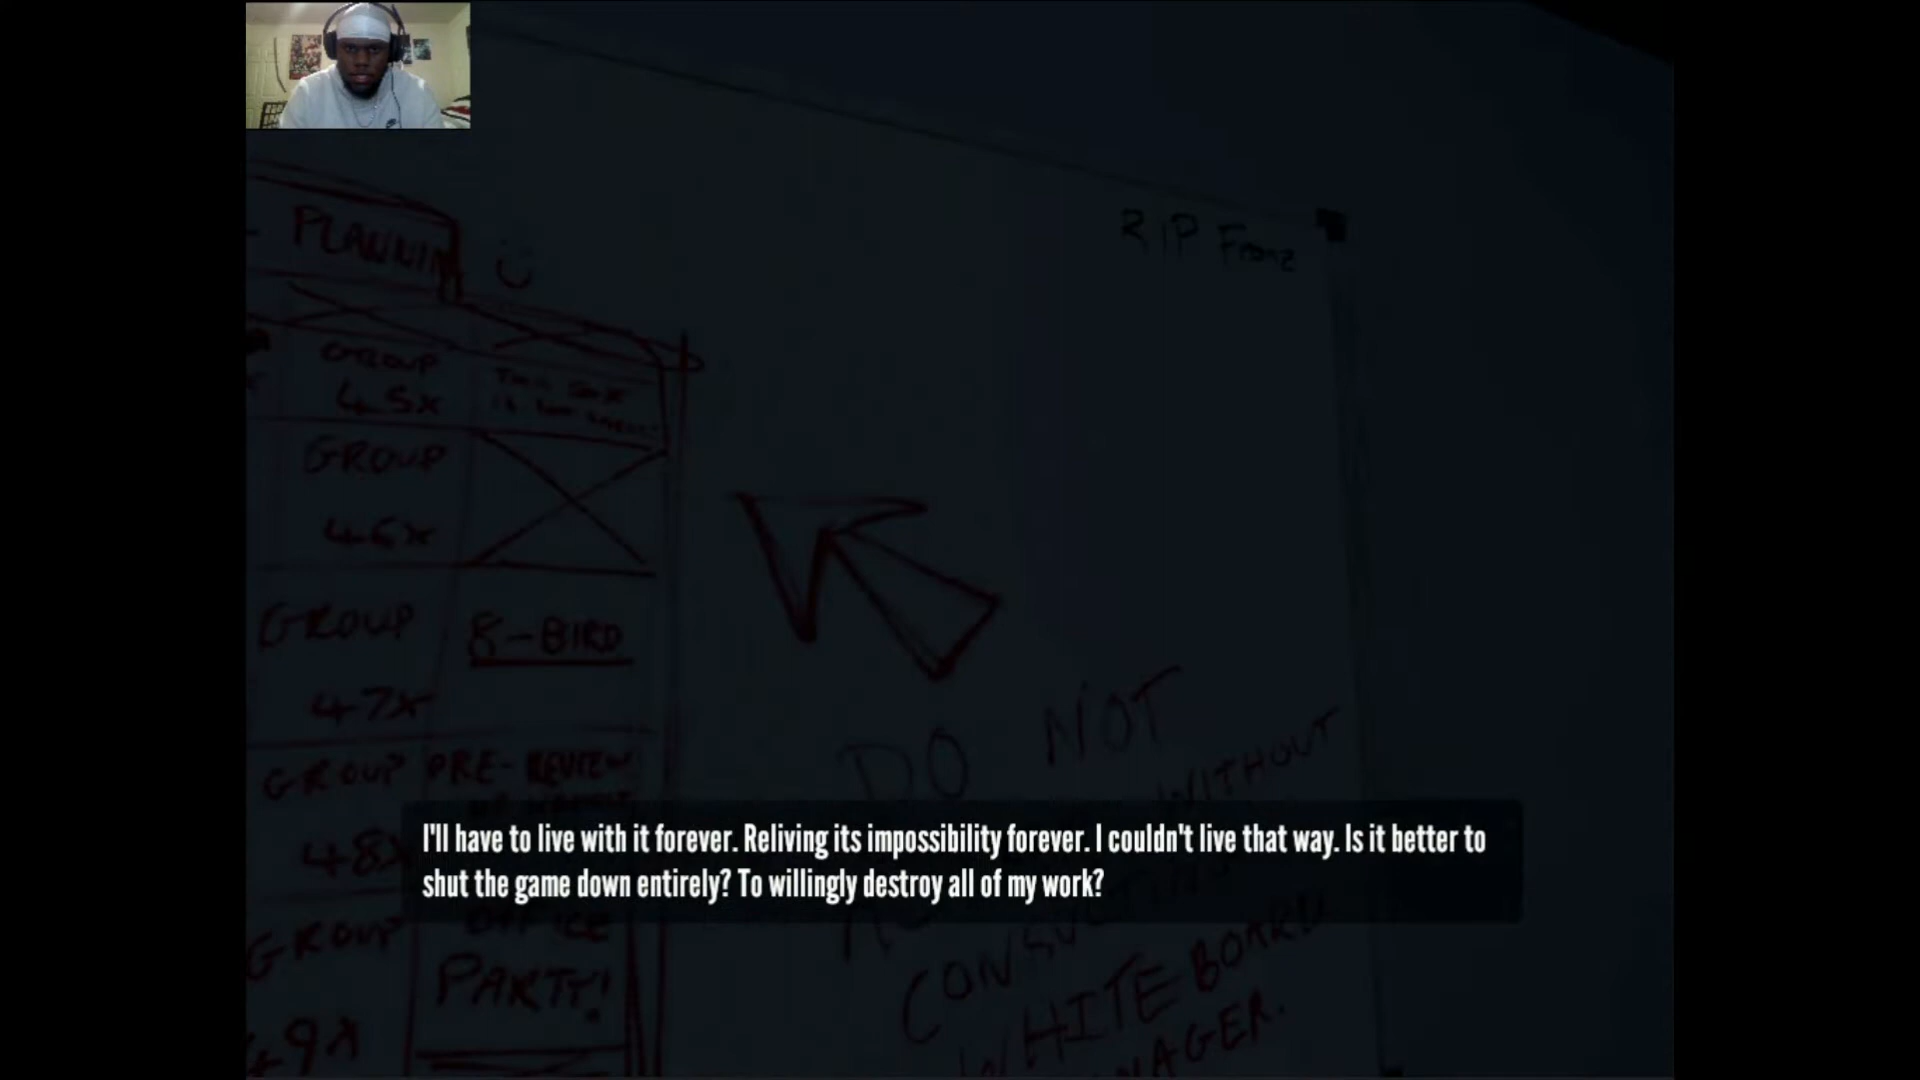 PLANNIN
RIP Franz
GROUP
45x
GROUP
46x
GROUP 8-BIRD
47x
GROUP PRE-REVIEW
48x
GROUP OFFICE
PARTY!
49x
DO NOT
WITHOUT
CONSULTING
WHITEBOARD
I'll have to live with it forever. Reliving its impossibility forever. I couldn't live that way. Is it better to
shut the game down entirely? To willingly destroy all of my work?